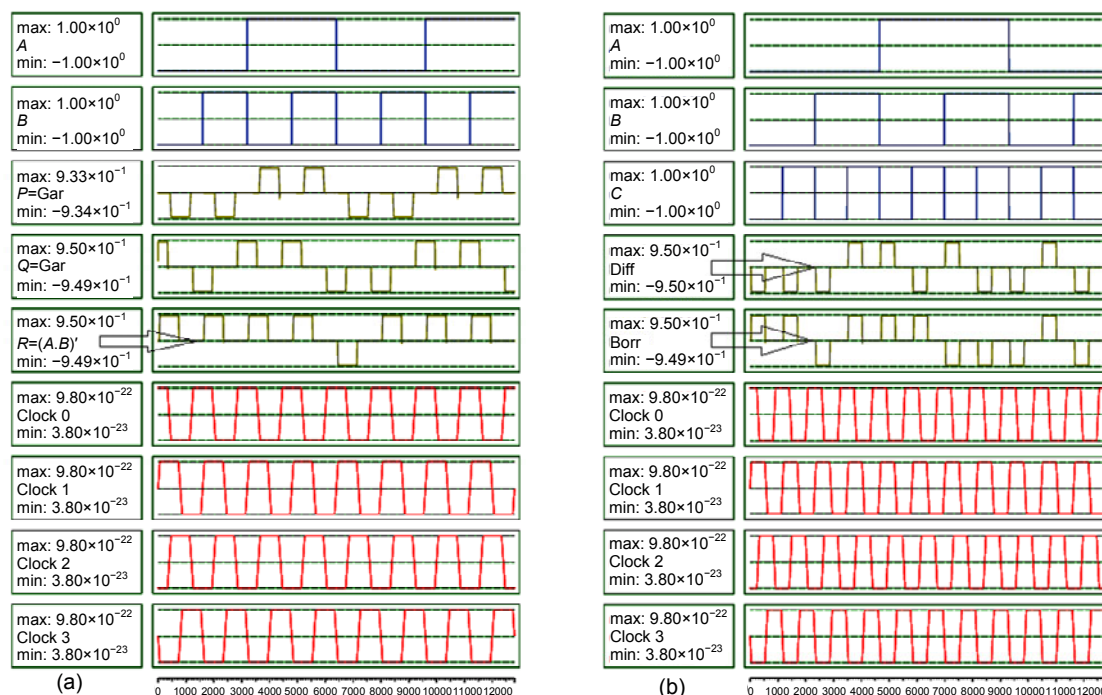 max: 1.00×10⁰
A
min: −1.00×10⁰
max: 1.00×10⁰
B
min: −1.00×10⁰
max: 9.33×10⁻¹
P=Gar
min: −9.34×10⁻¹
max: 9.50×10⁻¹
Q=Gar
min: −9.49×10⁻¹
max: 9.50×10⁻¹
R=(A.B)′
min: −9.49×10⁻¹
max: 9.80×10⁻²²
Clock 0
min: 3.80×10⁻²³
max: 9.80×10⁻²²
Clock 1
min: 3.80×10⁻²³
max: 9.80×10⁻²²
Clock 2
min: 3.80×10⁻²³
max: 9.80×10⁻²²
Clock 3
min: 3.80×10⁻²³
0 1000 2000 3000 4000 5000 6000 7000 8000 9000 10000 11000 12000
(a)
max: 1.00×10⁰
A
min: −1.00×10⁰
max: 1.00×10⁰
B
min: −1.00×10⁰
max: 1.00×10⁰
C
min: −1.00×10⁰
max: 9.50×10⁻¹
Diff
min: −9.50×10⁻¹
max: 9.50×10⁻¹
Borr
min: −9.49×10⁻¹
max: 9.80×10⁻²²
Clock 0
min: 3.80×10⁻²³
max: 9.80×10⁻²²
Clock 1
min: 3.80×10⁻²³
max: 9.80×10⁻²²
Clock 2
min: 3.80×10⁻²³
max: 9.80×10⁻²²
Clock 3
min: 3.80×10⁻²³
0 1000 2000 3000 4000 5000 6000 7000 8000 9000 10000 11000
(b)